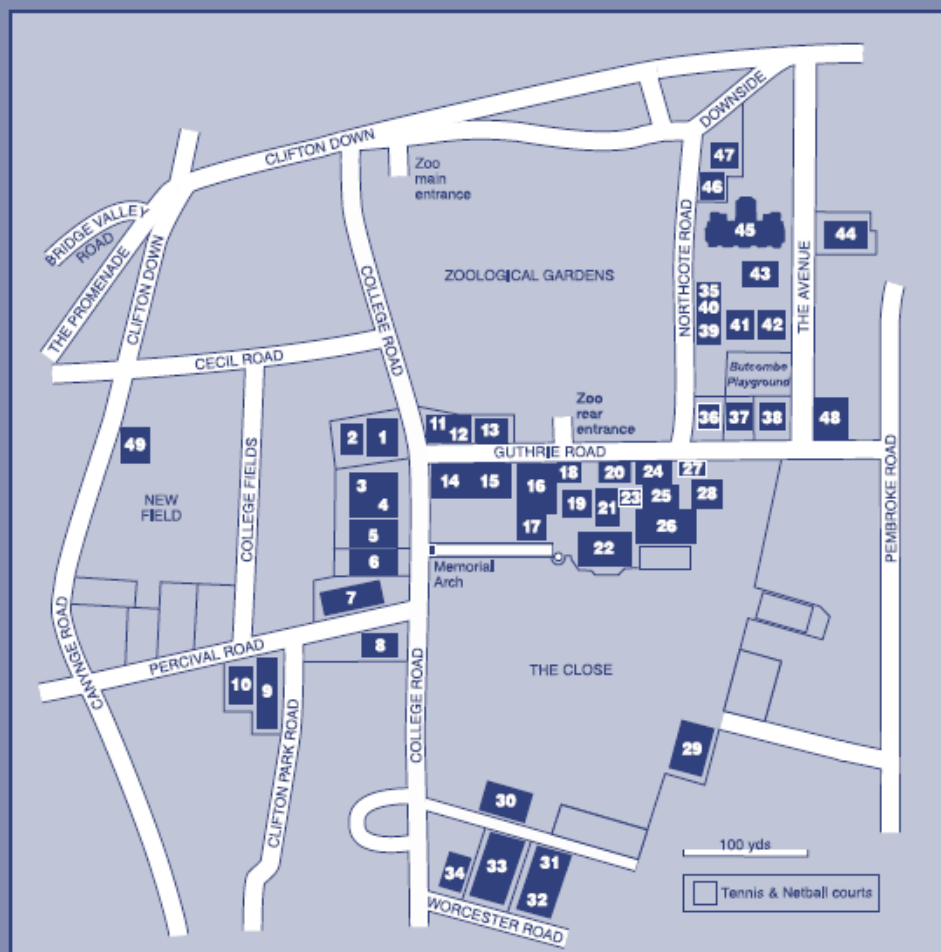 CLIFTON DOWN
DOWNSIDE
Zoo
main
entrance
47
46
BRIDGE VALLEY
ROAD
THE PROMENADE
CLIFTON DOWN
COLLEGE ROAD
ZOOLOGICAL GARDENS
NORTHCOTE ROAD
45
THE AVENUE
44
43
35
40
39
41
42
CECIL ROAD
Butcombe
Playground
Zoo
rear
entrance
36
37
38
48
49
2
1
11
12
13
GUTHRIE ROAD
PEMBROKE ROAD
NEW
FIELD
COLLEGE FIELDS
3
4
5
6
14
15
16
17
18
19
20
21
22
23
24
25
26
27
28
Memorial
Arch
7
8
CANYNGE ROAD
PERCIVAL ROAD
10
9
CLIFTON PARK ROAD
COLLEGE ROAD
THE CLOSE
29
30
31
32
33
34
WORCESTER ROAD
100 yds
Tennis & Netball courts